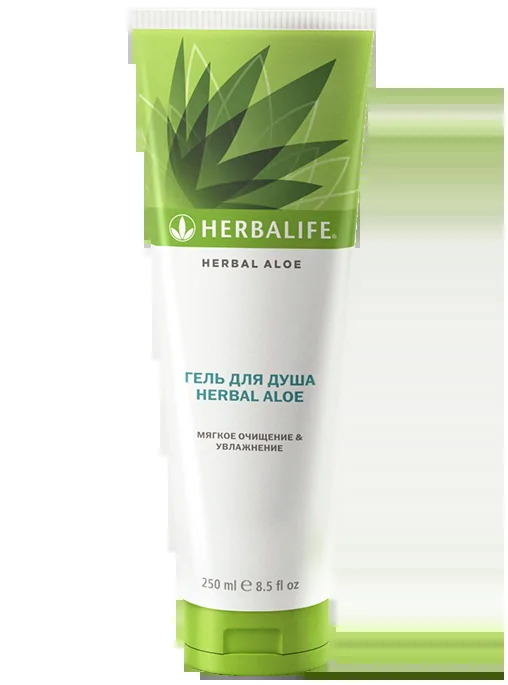 HERBALIFE®
HERBAL ALOE
ГЕЛЬ ДЛЯ ДУША
HERBAL ALOE
МЯГКОЕ ОЧИЩЕНИЕ &
УВЛАЖНЕНИЕ
250 ml ℮ 8.5 fl oz